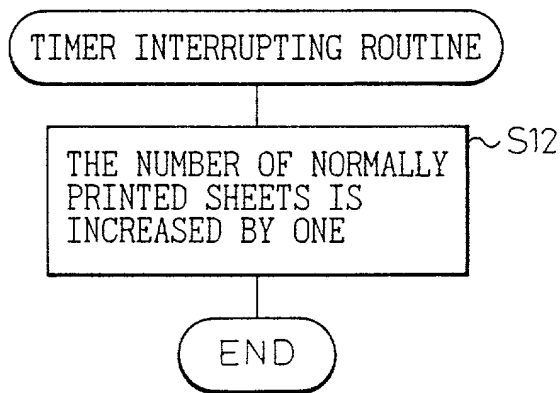 TIMER INTERRUPTING ROUTINE
S12
THE NUMBER OF NORMALLY
PRINTED SHEETS IS
INCREASED BY ONE
END